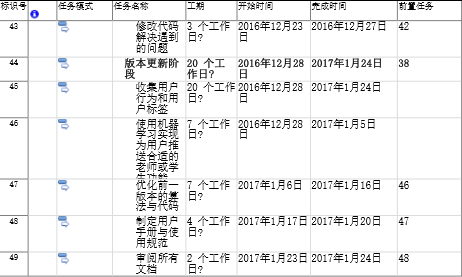 标识号 任务模式 任务名称 工期 开始时间 完成时间 前置任务
43 修改代码解决遇到的问题 3 个工作日? 2016年12月23日 2016年12月27日 42
44 版本更新阶段 20 个工作日? 2016年12月28日 2017年1月24日 38
45 收集用户行为和用户标签 20 个工作日? 2016年12月28日 2017年1月24日
46 使用机器学习实现为用户推送合适的老师或学生功能 7 个工作日? 2016年12月28日 2017年1月5日
47 优化前一版本的算法与代码 7 个工作日? 2017年1月6日 2017年1月16日 46
48 制定用户手册与使用规范 4 个工作日? 2017年1月17日 2017年1月20日 47
49 审阅所有文档 2 个工作日? 2017年1月23日 2017年1月24日 48